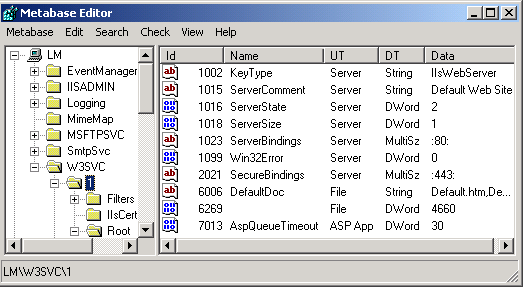 Metabase Editor
Metabase Edit Search Check View Help
LM
EventManager
IISADMIN
Logging
MimeMap
MSFTPSVC
SmtpSvc
W3SVC
1
Filters
IIsCert
Root
Id Name UT DT Data
1002 KeyType Server String IIsWebServer
1015 ServerComment Server String Default Web Site
1016 ServerState Server DWord 2
1018 ServerSize Server DWord 1
1023 ServerBindings Server MultiSz :80:
1099 Win32Error Server DWord 0
2021 SecureBindings Server MultiSz :443:
6006 DefaultDoc File String Default.htm,De...
6269 File DWord 4660
7013 AspQueueTimeout ASP App DWord 30
LM\W3SVC\1